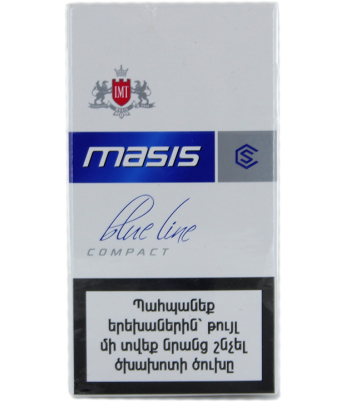 IMT
masis
blue line
COMPACT
Պահպանեք
երեխաներին՝ թույլ
մի տվեք նրանց շնչել
ծխախոտի ծուխը